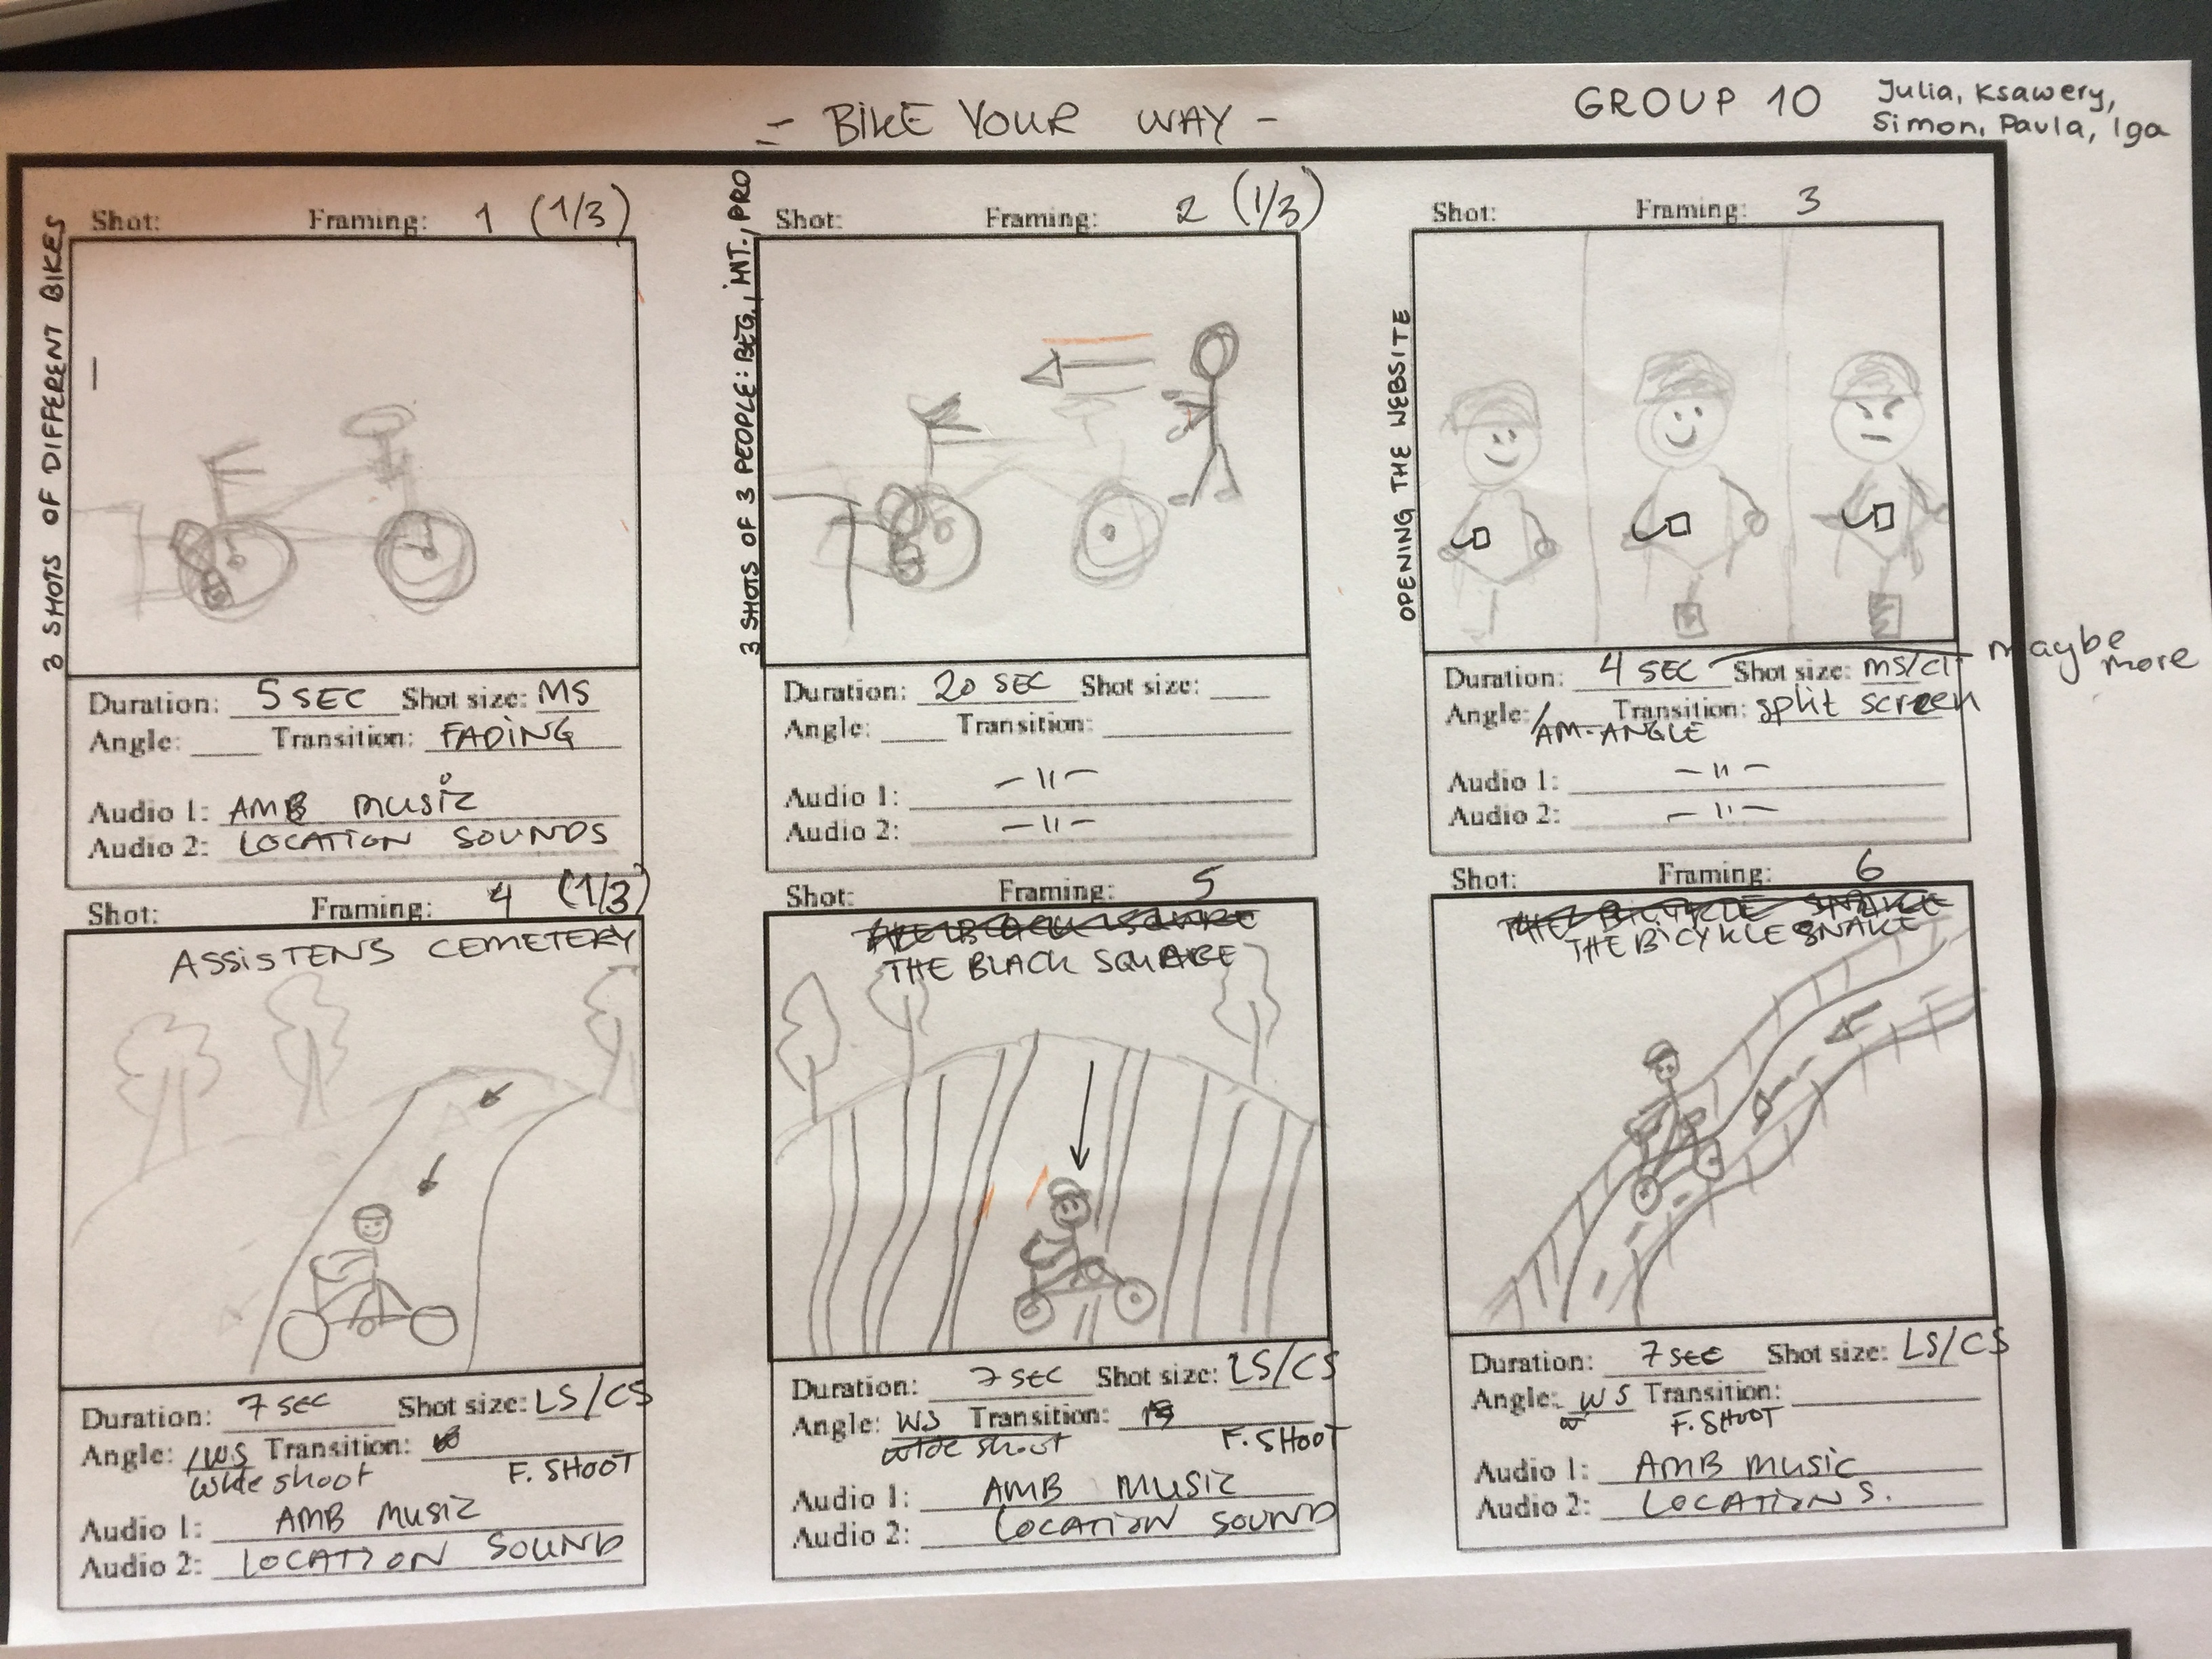 - BIKE YOUR WAY -
GROUP 10
Julia, Ksawery,
Simon, Paula, Iga
3 SHOTS OF DIFFERENT BIKES
Shot: Framing: 1 (1/3)
Duration: 5 SEC Shot size: MS
Angle: Transition: FADING
Audio 1: AMB MUSIC
Audio 2: LOCATION SOUNDS
3 SHOTS OF 3 PEOPLE: BEG., INT., PRO
Shot: Framing: 2 (1/3)
Duration: 20 SEC Shot size:
Angle: Transition:
Audio 1: -11-
Audio 2: -11-
OPENING THE WEBSITE
Shot: Framing: 3
Duration: 4 SEC Shot size: MS/
maybe
more
Angle: Transition: split screen
AM-ANGLE
Audio 1: -11-
Audio 2: -11-
Shot: Framing: 4 (1/3)
ASSISTENS CEMETERY
Duration: 7 SEC Shot size: LS/CS
Angle: WS Transition:
wide shoot F. SHOOT
Audio 1: AMB MUSIC
Audio 2: LOCATION SOUND
Shot: Framing: 5
THE BLACK SQUARE
THE BLACK SQUARE
Duration: 7 SEC Shot size: LS/CS
Angle: WS Transition:
wide shoot F. SHOOT
Audio 1: AMB MUSIC
Audio 2: LOCATION SOUND
Shot: Framing: 6
THE BICYKLE SNAKE
Duration: 7 SEC Shot size: LS/CS
Angle: WS Transition:
F. SHOOT
Audio 1: AMB MUSIC
Audio 2: LOCATION S.